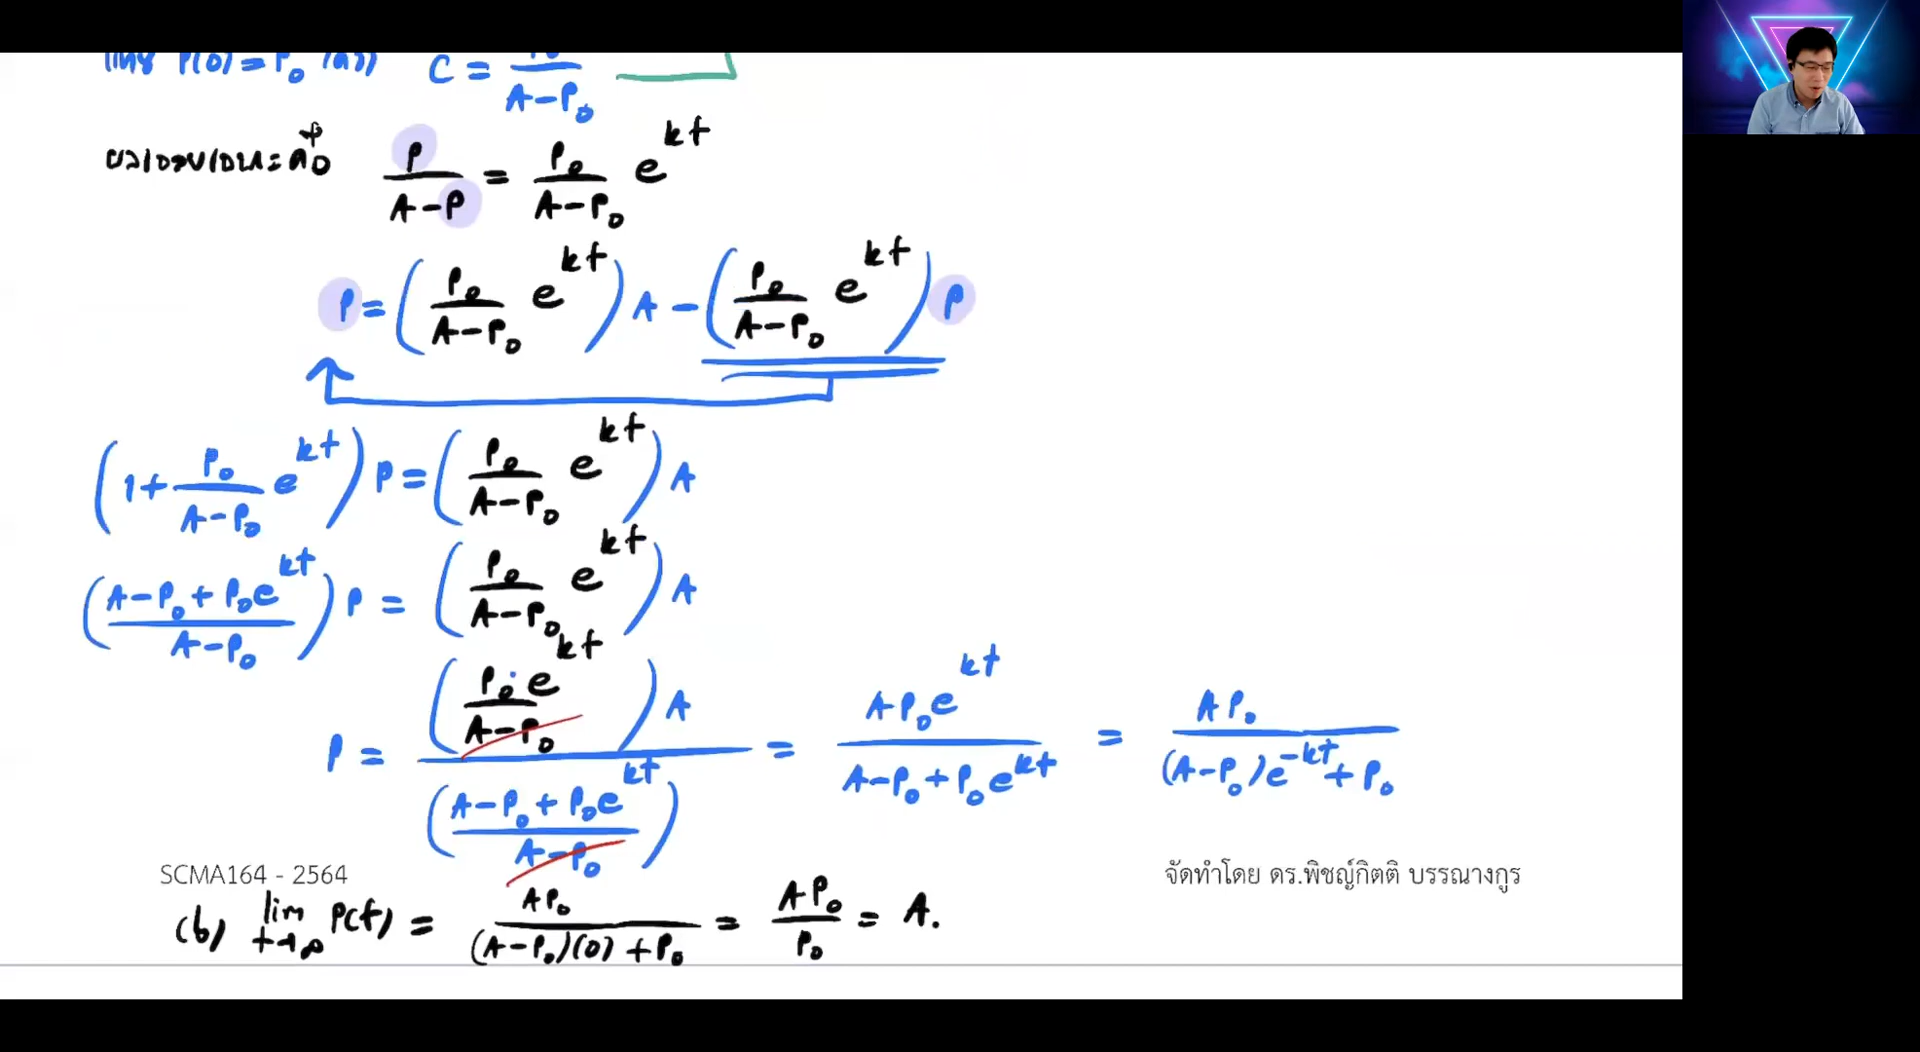 P(0) = P₀ C = P₀/(A-P₀)
P/(A-P) = P₀/(A-P₀) e^{kt}
P = (P₀/(A-P₀) e^{kt}) A - (P₀/(A-P₀) e^{kt}) P
(1 + P₀/(A-P₀) e^{kt}) P = (P₀/(A-P₀) e^{kt}) A
((A-P₀+P₀e^{kt})/(A-P₀)) P = (P₀/(A-P₀) e^{kt}) A
P = (P₀e^{kt}/(A-P₀)) A / ((A-P₀+P₀e^{kt})/(A-P₀)) = AP₀e^{kt}/(A-P₀+P₀e^{kt}) = AP₀/((A-P₀)e^{-kt}+P₀)
SCMA164 - 2564
จัดทำโดย ดร.พิชญ์กิตติ บรรณางกูร
(b) lim t→∞ P(t) = AP₀/((A-P₀)(0)+P₀) = AP₀/P₀ = A.